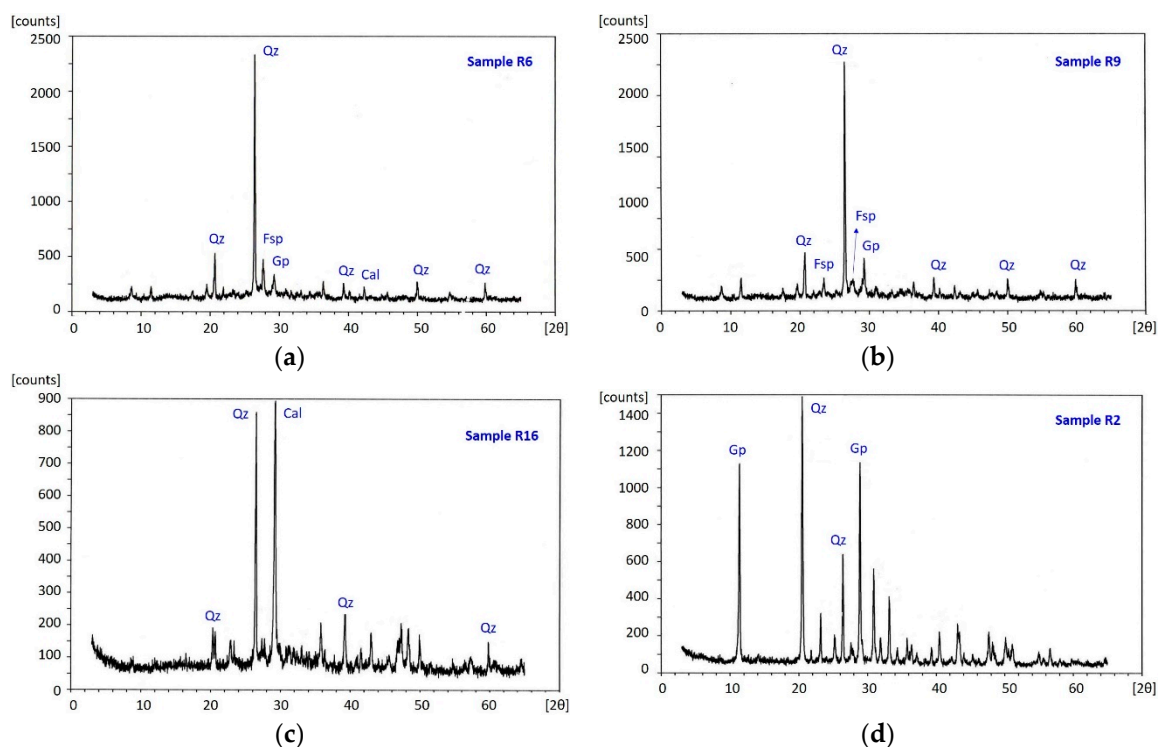 [counts]
2500
2000
1500
1000
500
0
Qz
Sample R6
Qz
Fsp
Gp
Qz
Cal
Qz
Qz
0 10 20 30 40 50 60 [2θ]
(a)
[counts]
2500
2000
1500
1000
500
0
Qz
Sample R9
Fsp
Qz
Fsp
Gp
Qz
Qz
Qz
0 10 20 30 40 50 60 [2θ]
(b)
[counts]
900
800
700
600
500
400
300
200
100
0
Qz
Cal
Sample R16
Qz
Qz
Qz
0 10 20 30 40 50 60 [2θ]
(c)
[counts]
1400
1200
1000
800
600
400
200
0
Qz
Sample R2
Gp
Gp
Qz
0 10 20 30 40 50 60 [2θ]
(d)